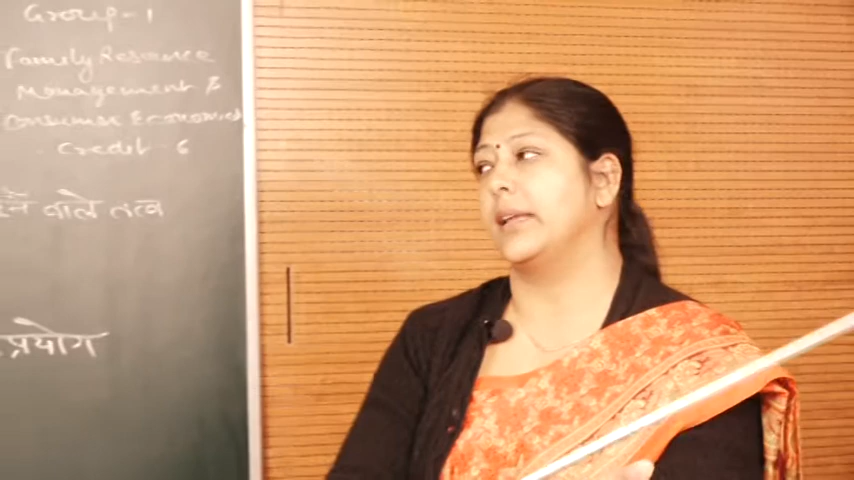 Group-1
Family Resource
Management &
Consumer Economics
Credit - 6
वाले तत्व
प्रयोग